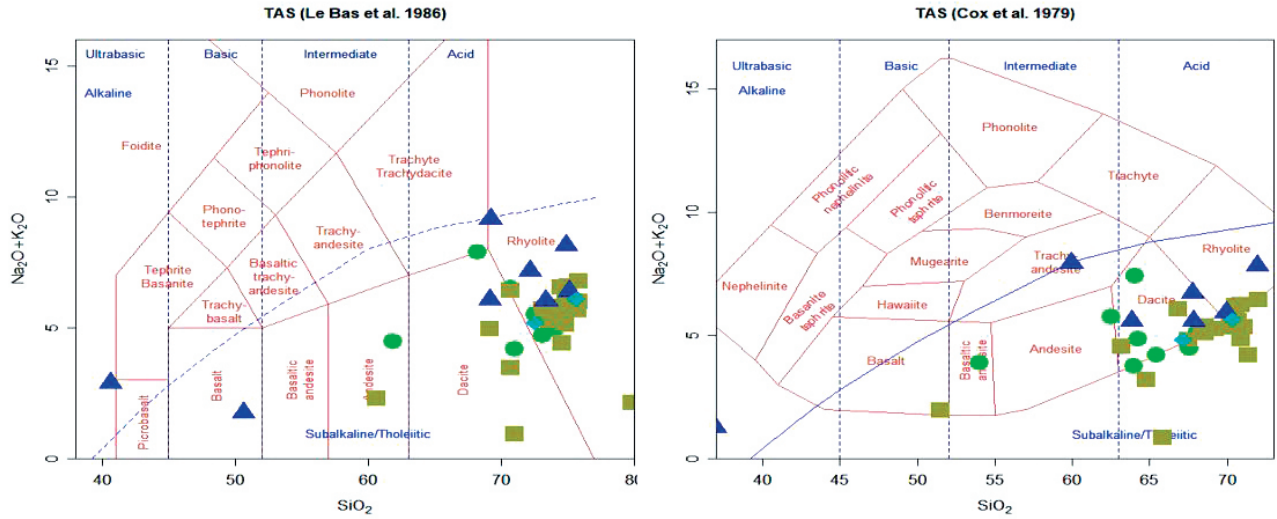 TAS (Le Bas et al. 1986)
Ultrabasic
Basic
Intermediate
Acid
Alkaline
Phonolite
Foidite
Tephri-
phonolite
Trachyte
Trachydacite
Phono-
tephrite
Rhyolite
Trachy-
andesite
Tephrite
Basanite
Basaltic
trachy-
andesite
Trachy-
basalt
Picrobasalt
Basalt
Basaltic
andesite
Andesite
Dacite
Subalkaline/Tholeiitic
Na2O+K2O
0
5
10
15
40
50
60
70
80
SiO2
TAS (Cox et al. 1979)
Ultrabasic
Basic
Intermediate
Acid
Alkaline
Phonolite
Phonolitic
nephelinite
Phonolitic
tephrite
Trachyte
Benmoreite
Rhyolite
Mugearite
Trachy-
andesite
Nephelinite
Basanite
tephrite
Hawaiite
Dacite
Basalt
Basaltic
andesite
Andesite
Subalkaline/Tholeiitic
Na2O+K2O
0
5
10
15
40
45
50
55
60
65
70
SiO2